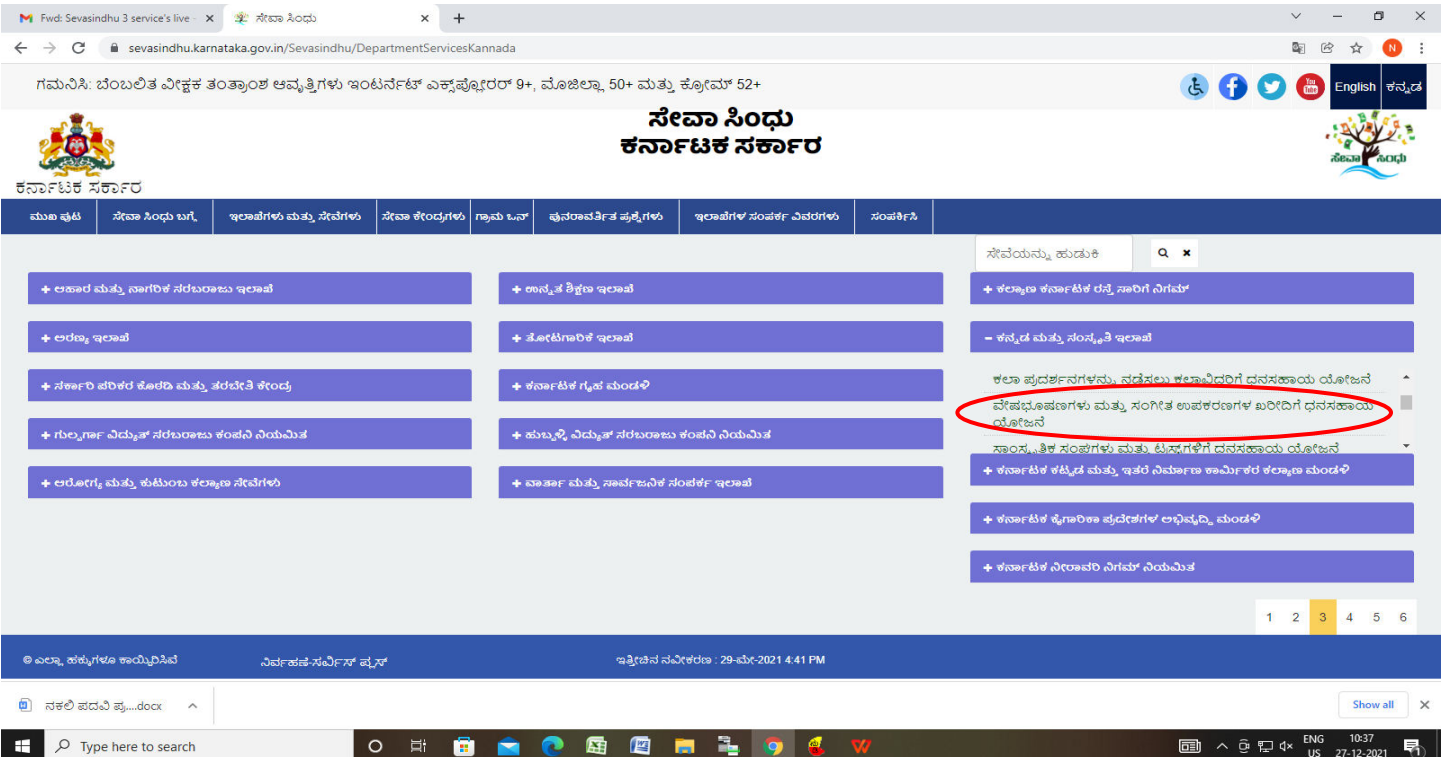 Fwd: Sevasindhu 3 service's live -
ಸೇವಾ ಸಿಂಧು
sevasindhu.karnataka.gov.in/Sevasindhu/DepartmentServicesKannada
N
ಗಮನಿಸಿ: ಬೆಂಬಲಿತ ವೀಕ್ಷಕ ತಂತ್ರಾಂಶ ಆವೃತ್ತಿಗಳು ಇಂಟರ್ನೆಟ್ ಎಕ್ಸ್‌ಪ್ಲೋರರ್ 9+, ಮೊಜಿಲ್ಲಾ 50+ ಮತ್ತು ಕ್ರೋಮ್ 52+
You Tube
English
ಕನ್ನಡ
ಸೇವಾ ಸಿಂಧು
ಕರ್ನಾಟಕ ಸರ್ಕಾರ
ಕರ್ನಾಟಕ ಸರ್ಕಾರ
ಸೇವಾ ಸಿಂಧು
ಮುಖ ಪುಟ
ಸೇವಾ ಸಿಂಧು ಬಗ್ಗೆ
ಇಲಾಖೆಗಳು ಮತ್ತು ಸೇವೆಗಳು
ಸೇವಾ ಕೇಂದ್ರಗಳು
ಗ್ರಾಮ ಒನ್
ಪುನರಾವರ್ತಿತ ಪ್ರಶ್ನೆಗಳು
ಇಲಾಖೆಗಳ ಸಂಪರ್ಕ ವಿವರಗಳು
ಸಂಪರ್ಕಿಸಿ
ಸೇವೆಯನ್ನು ಹುಡುಕಿ
+ ಆಹಾರ ಮತ್ತು ನಾಗರಿಕ ಸರಬರಾಜು ಇಲಾಖೆ
+ ಉನ್ನತ ಶಿಕ್ಷಣ ಇಲಾಖೆ
+ ಕಲ್ಯಾಣ ಕರ್ನಾಟಕ ರಸ್ತೆ ಸಾರಿಗೆ ನಿಗಮ್
+ ಅರಣ್ಯ ಇಲಾಖೆ
+ ತೋಟಗಾರಿಕೆ ಇಲಾಖೆ
– ಕನ್ನಡ ಮತ್ತು ಸಂಸ್ಕೃತಿ ಇಲಾಖೆ
ಕಲಾ ಪ್ರದರ್ಶನಗಳನ್ನು ನಡೆಸಲು ಕಲಾವಿದರಿಗೆ ಧನಸಹಾಯ ಯೋಜನೆ
ವೇಷಭೂಷಣಗಳು ಮತ್ತು ಸಂಗೀತ ಉಪಕರಣಗಳ ಖರೀದಿಗೆ ಧನಸಹಾಯ
ಯೋಜನೆ
ಸಾಂಸ್ಕೃತಿಕ ಸಂಘಗಳು ಮತ್ತು ಟ್ರಸ್ಟ್‌ಗಳಿಗೆ ಧನಸಹಾಯ ಯೋಜನೆ
+ ಸರ್ಕಾರಿ ಪರಿಕರ ಕೊಠಡಿ ಮತ್ತು ತರಬೇತಿ ಕೇಂದ್ರ
+ ಕರ್ನಾಟಕ ಗೃಹ ಮಂಡಳಿ
+ ಗುಲ್ಬರ್ಗಾ ವಿದ್ಯುತ್ ಸರಬರಾಜು ಕಂಪನಿ ನಿಯಮಿತ
+ ಹುಬ್ಬಳ್ಳಿ ವಿದ್ಯುತ್ ಸರಬರಾಜು ಕಂಪನಿ ನಿಯಮಿತ
+ ಕರ್ನಾಟಕ ಕಟ್ಟಡ ಮತ್ತು ಇತರೆ ನಿರ್ಮಾಣ ಕಾರ್ಮಿಕರ ಕಲ್ಯಾಣ ಮಂಡಳಿ
+ ಆರೋಗ್ಯ ಮತ್ತು ಕುಟುಂಬ ಕಲ್ಯಾಣ ಸೇವೆಗಳು
+ ವಾರ್ತಾ ಮತ್ತು ಸಾರ್ವಜನಿಕ ಸಂಪರ್ಕ ಇಲಾಖೆ
+ ಕರ್ನಾಟಕ ಕೈಗಾರಿಕಾ ಪ್ರದೇಶಗಳ ಅಭಿವೃದ್ಧಿ ಮಂಡಳಿ
+ ಕರ್ನಾಟಕ ನೀರಾವರಿ ನಿಗಮ್ ನಿಯಮಿತ
1 2 3 4 5 6
© ಎಲ್ಲಾ ಹಕ್ಕುಗಳೂ ಕಾಯ್ದಿರಿಸಿವೆ
ನಿರ್ವಹಣೆ-ಸರ್ವಿಸ್ ಪ್ಲಸ್
ಇತ್ತೀಚಿನ ನವೀಕರಣ : 29-ಮೇ-2021 4:41 PM
ನಕಲಿ ಪದವಿ ಪ್ರ....docx
Show all
Type here to search
ENG
US
10:37
27-12-2021